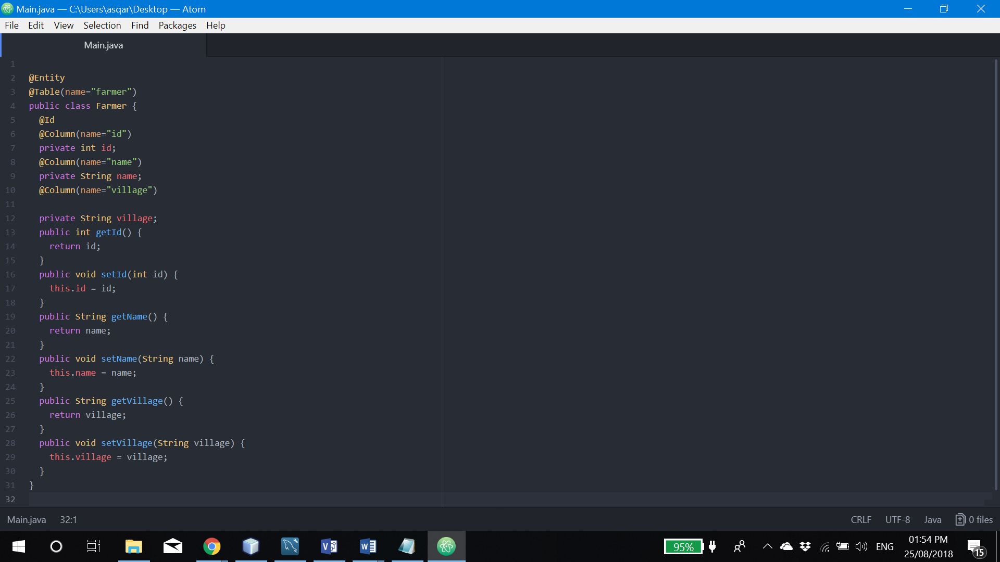 Main.java — C:\Users\asqar\Desktop — Atom
File Edit View Selection Find Packages Help
Main.java
1
2 @Entity
3 @Table(name="farmer")
4 public class Farmer {
5 @Id
6 @Column(name="id")
7 private int id;
8 @Column(name="name")
9 private String name;
10 @Column(name="village")
11
12 private String village;
13 public int getId() {
14 return id;
15 }
16 public void setId(int id) {
17 this.id = id;
18 }
19 public String getName() {
20 return name;
21 }
22 public void setName(String name) {
23 this.name = name;
24 }
25 public String getVillage() {
26 return village;
27 }
28 public void setVillage(String village) {
29 this.village = village;
30 }
31 }
32
Main.java 32:1 CRLF UTF-8 Java 0 files
95% ENG 01:54 PM
25/08/2018 15